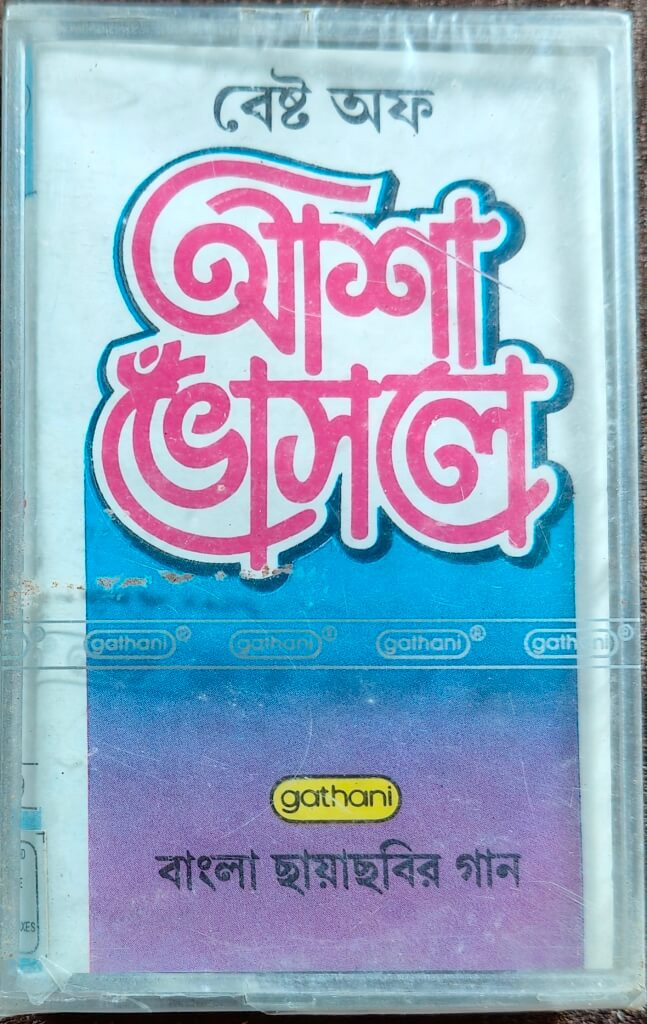 বেষ্ট অফ
আশা
ভোঁসলে
gathani® gathani® gathani® gathani®
gathani
বাংলা ছায়াছবির গান